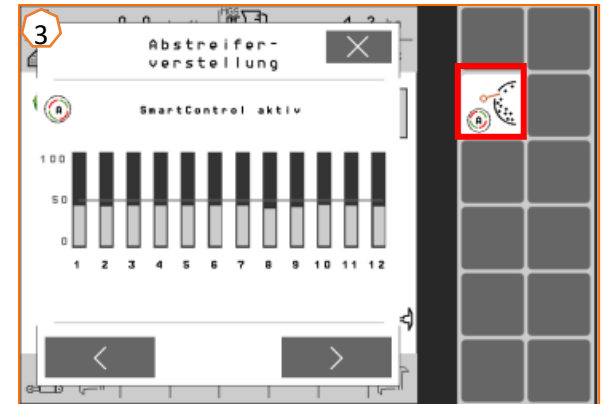 3
MGS
Abstreifer-
verstellung
A
SmartControl aktiv
A
100
50
0
1 2 3 4 5 6 7 8 9 10 11 12